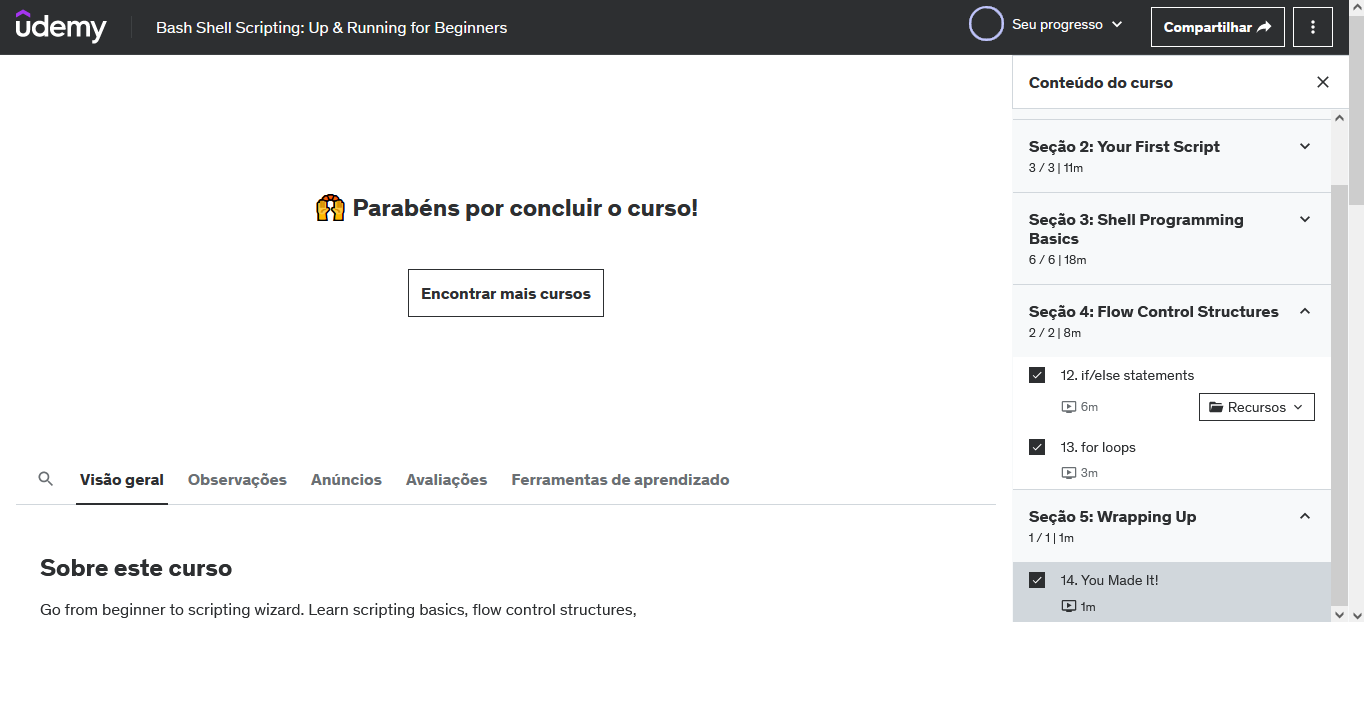 udemy
Bash Shell Scripting: Up & Running for Beginners
Seu progresso
Compartilhar
Parabéns por concluir o curso!
Encontrar mais cursos
Visão geral
Observações
Anúncios
Avaliações
Ferramentas de aprendizado
Sobre este curso
Go from beginner to scripting wizard. Learn scripting basics, flow control structures,
Conteúdo do curso
Seção 2: Your First Script
3 / 3 | 11m
Seção 3: Shell Programming
Basics
6 / 6 | 18m
Seção 4: Flow Control Structures
2 / 2 | 8m
12. if/else statements
6m
Recursos
13. for loops
3m
Seção 5: Wrapping Up
1 / 1 | 1m
14. You Made It!
1m